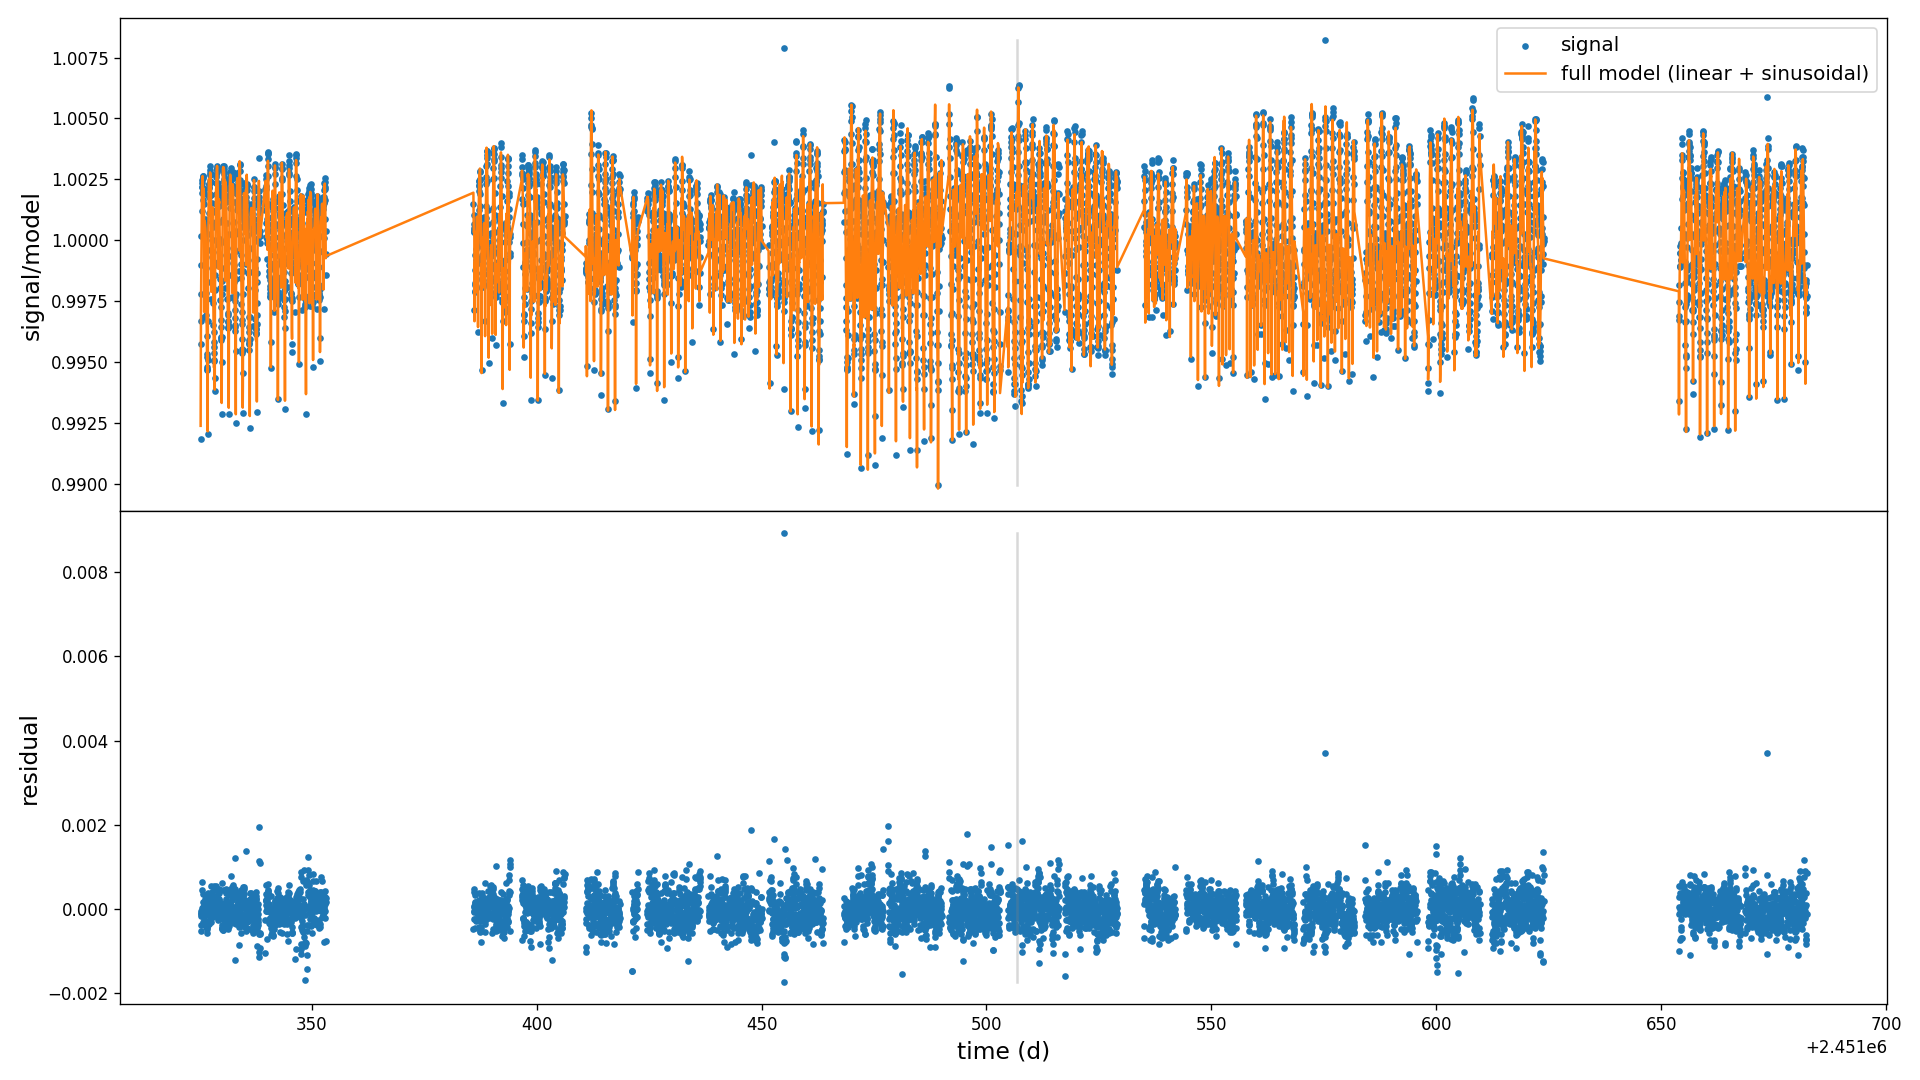 signal/model
1.0075
1.0050
1.0025
1.0000
0.9975
0.9950
0.9925
0.9900
signal
full model (linear + sinusoidal)
residual
0.008
0.006
0.004
0.002
0.000
−0.002
350 400 450 500 550 600 650 700
time (d)
+2.451e6